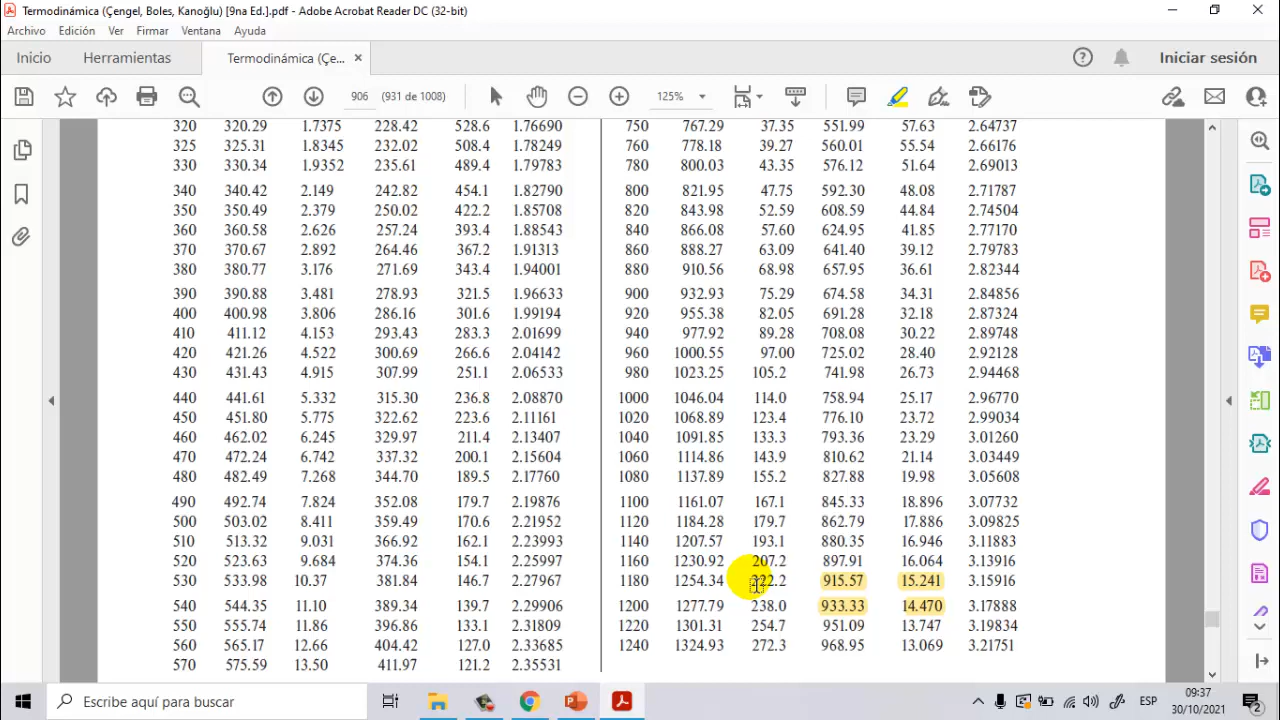 Termodinámica (Çengel, Boles, Kanoğlu) [9na Ed.].pdf - Adobe Acrobat Reader DC (32-bit)
Archivo Edición Ver Firmar Ventana Ayuda
Inicio Herramientas Termodinámica (Çe... × Iniciar sesión
906 (931 de 1008) 125%
320 320.29 1.7375 228.42 528.6 1.76690 750 767.29 37.35 551.99 57.63 2.64737
325 325.31 1.8345 232.02 508.4 1.78249 760 778.18 39.27 560.01 55.54 2.66176
330 330.34 1.9352 235.61 489.4 1.79783 780 800.03 43.35 576.12 51.64 2.69013
340 340.42 2.149 242.82 454.1 1.82790 800 821.95 47.75 592.30 48.08 2.71787
350 350.49 2.379 250.02 422.2 1.85708 820 843.98 52.59 608.59 44.84 2.74504
360 360.58 2.626 257.24 393.4 1.88543 840 866.08 57.60 624.95 41.85 2.77170
370 370.67 2.892 264.46 367.2 1.91313 860 888.27 63.09 641.40 39.12 2.79783
380 380.77 3.176 271.69 343.4 1.94001 880 910.56 68.98 657.95 36.61 2.82344
390 390.88 3.481 278.93 321.5 1.96633 900 932.93 75.29 674.58 34.31 2.84856
400 400.98 3.806 286.16 301.6 1.99194 920 955.38 82.05 691.28 32.18 2.87324
410 411.12 4.153 293.43 283.3 2.01699 940 977.92 89.28 708.08 30.22 2.89748
420 421.26 4.522 300.69 266.6 2.04142 960 1000.55 97.00 725.02 28.40 2.92128
430 431.43 4.915 307.99 251.1 2.06533 980 1023.25 105.2 741.98 26.73 2.94468
440 441.61 5.332 315.30 236.8 2.08870 1000 1046.04 114.0 758.94 25.17 2.96770
450 451.80 5.775 322.62 223.6 2.11161 1020 1068.89 123.4 776.10 23.72 2.99034
460 462.02 6.245 329.97 211.4 2.13407 1040 1091.85 133.3 793.36 23.29 3.01260
470 472.24 6.742 337.32 200.1 2.15604 1060 1114.86 143.9 810.62 21.14 3.03449
480 482.49 7.268 344.70 189.5 2.17760 1080 1137.89 155.2 827.88 19.98 3.05608
490 492.74 7.824 352.08 179.7 2.19876 1100 1161.07 167.1 845.33 18.896 3.07732
500 503.02 8.411 359.49 170.6 2.21952 1120 1184.28 179.7 862.79 17.886 3.09825
510 513.32 9.031 366.92 162.1 2.23993 1140 1207.57 193.1 880.35 16.946 3.11883
520 523.63 9.684 374.36 154.1 2.25997 1160 1230.92 207.2 897.91 16.064 3.13916
530 533.98 10.37 381.84 146.7 2.27967 1180 1254.34 222.2 915.57 15.241 3.15916
540 544.35 11.10 389.34 139.7 2.29906 1200 1277.79 238.0 933.33 14.470 3.17888
550 555.74 11.86 396.86 133.1 2.31809 1220 1301.31 254.7 951.09 13.747 3.19834
560 565.17 12.66 404.42 127.0 2.33685 1240 1324.93 272.3 968.95 13.069 3.21751
570 575.59 13.50 411.97 121.2 2.35531
Escribe aquí para buscar ESP 09:37
30/10/2021 2